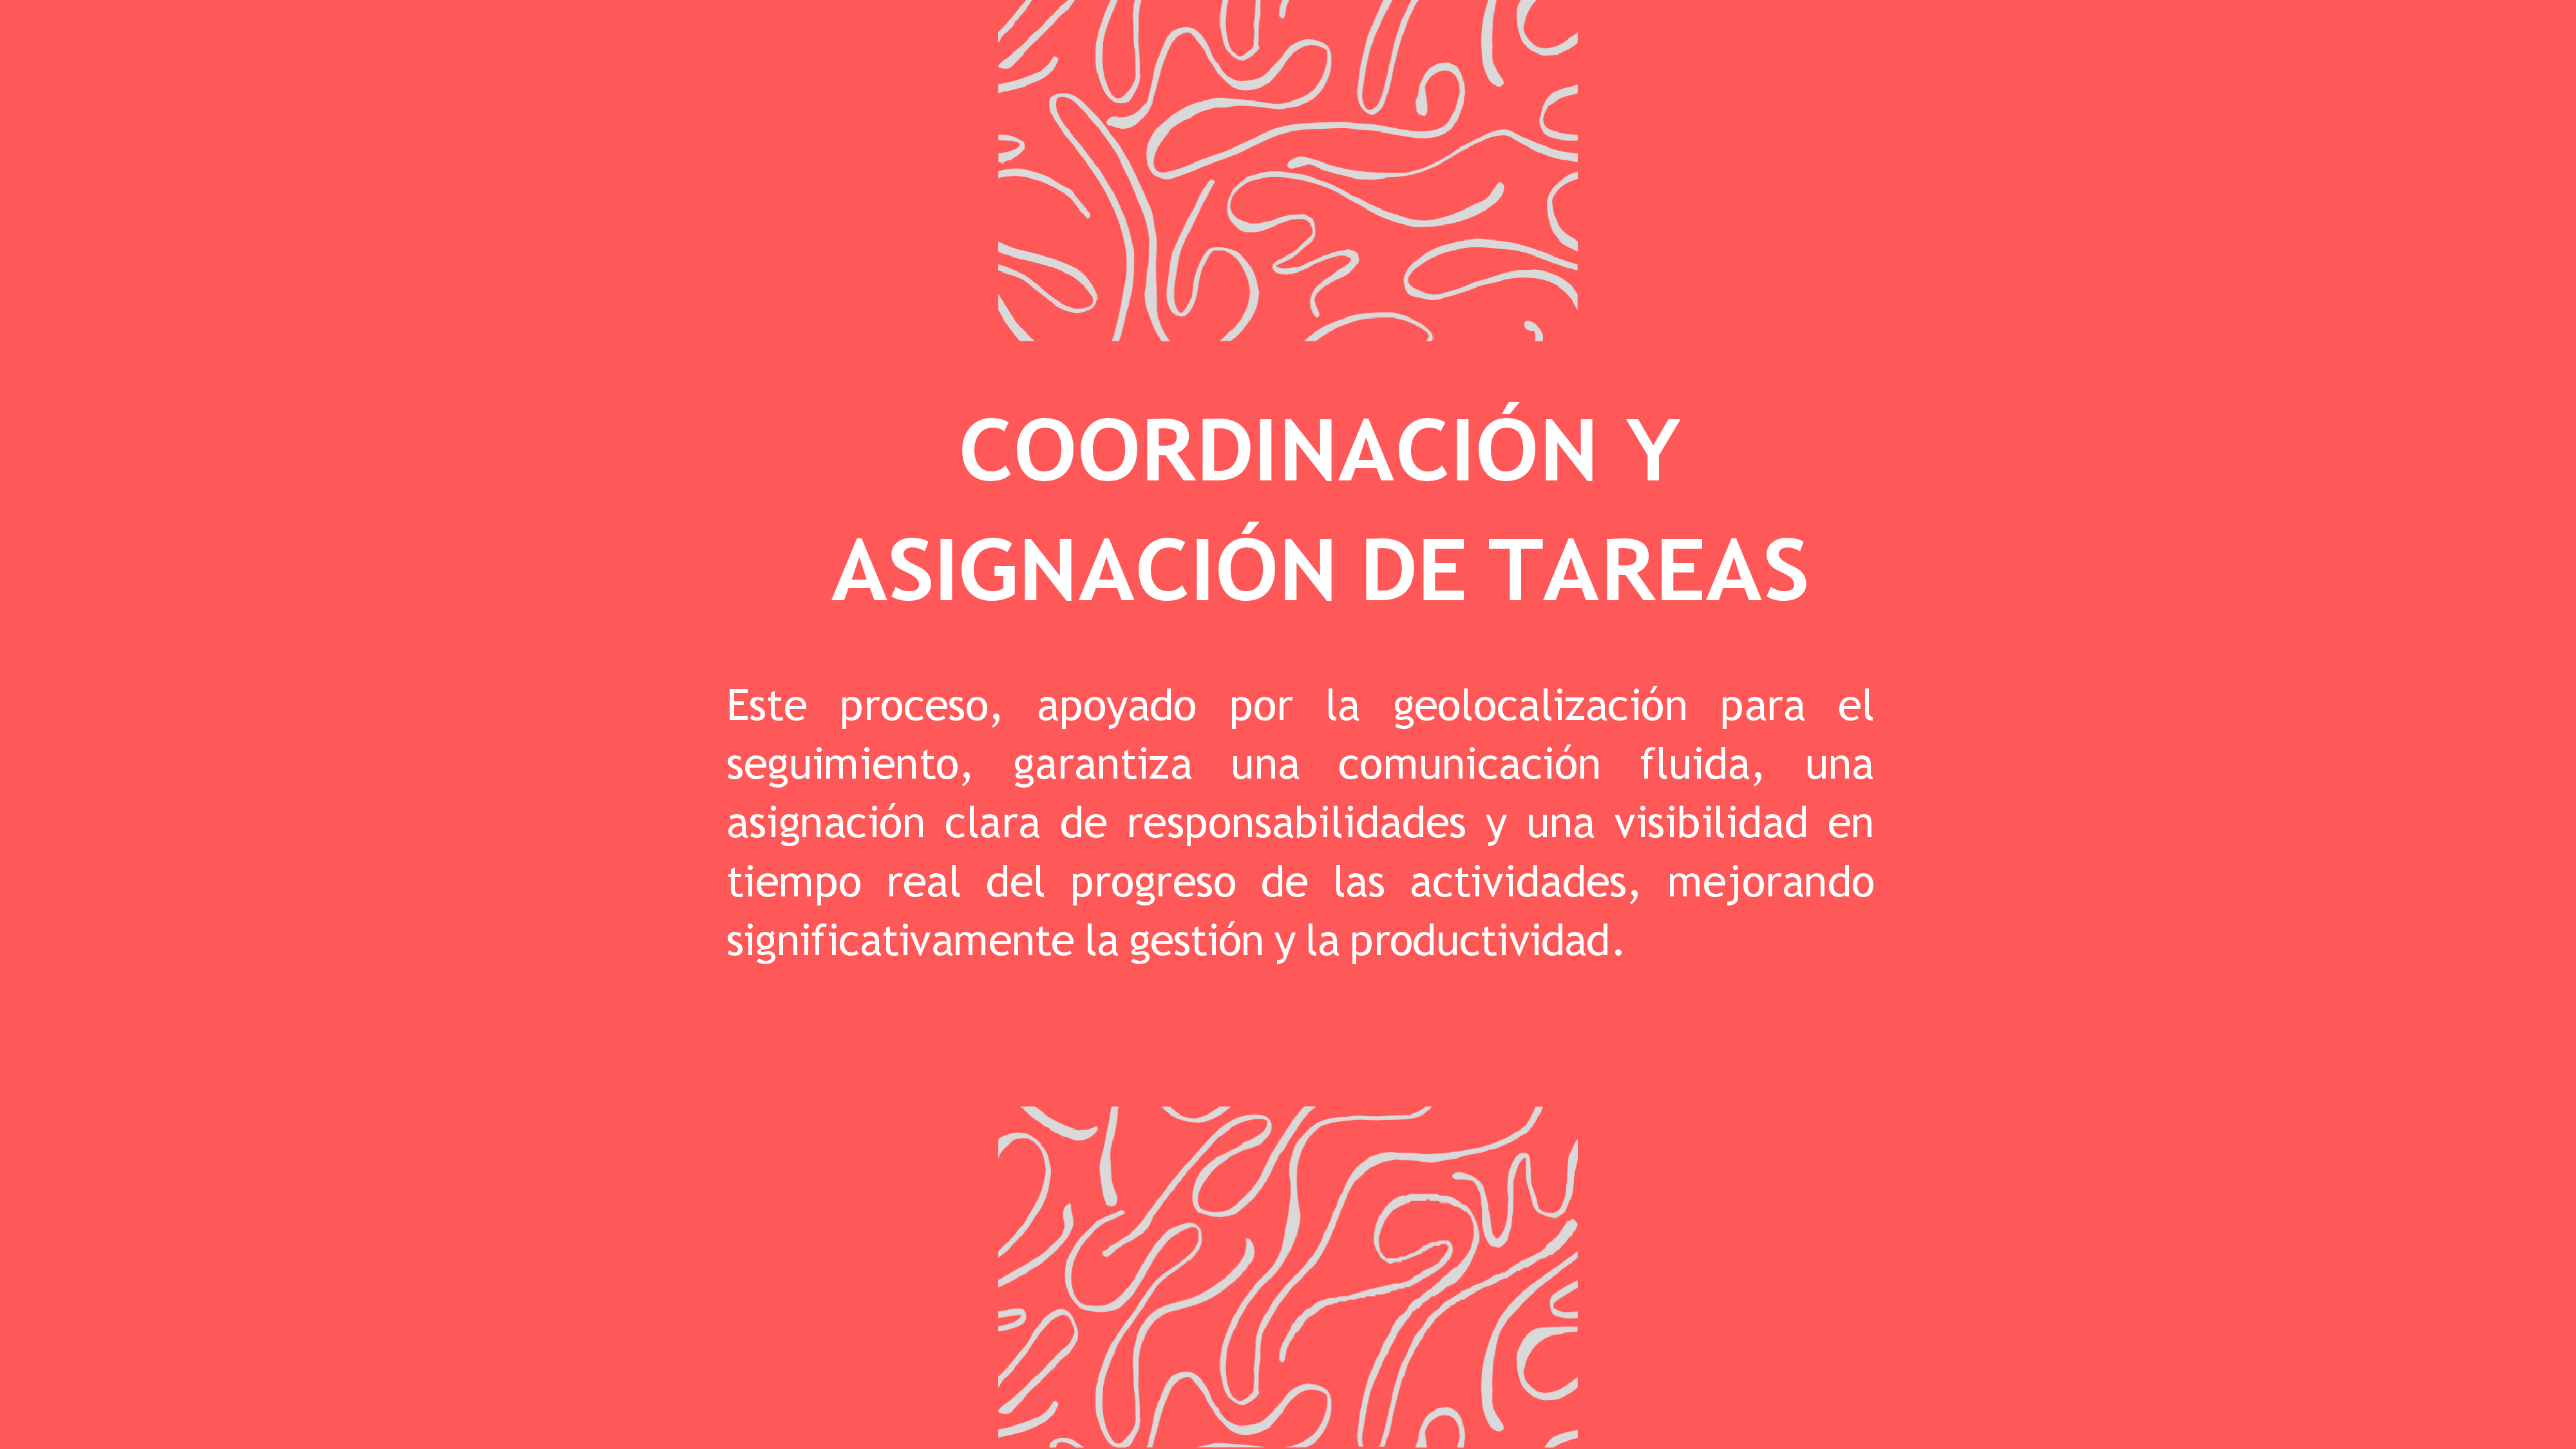 COORDINACIÓN Y
ASIGNACIÓN DE TAREAS
Este proceso, apoyado por la geolocalización para el
seguimiento, garantiza una comunicación fluida, una
asignación clara de responsabilidades y una visibilidad en
tiempo real del progreso de las actividades, mejorando
significativamente la gestión y la productividad.